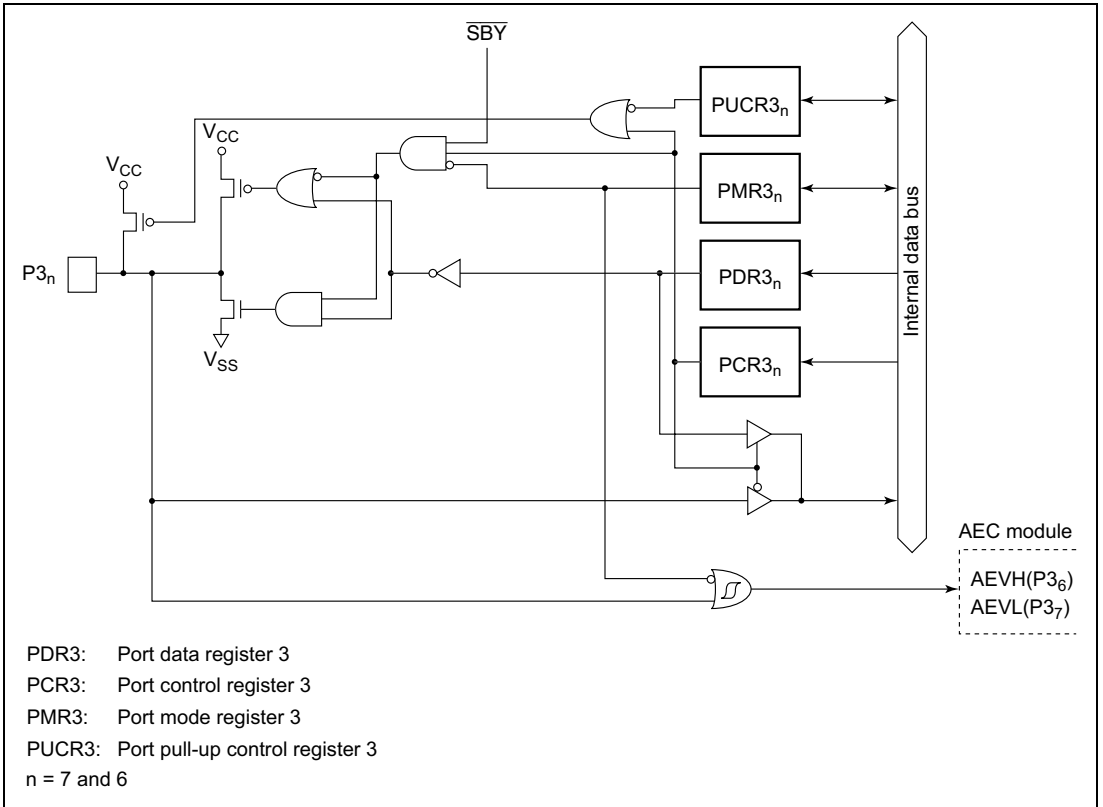 S̅B̅Y̅
PUCR3n
VCC
VCC
PMR3n
P3n
PDR3n
Internal data bus
VSS
PCR3n
AEC module
AEVH(P36)
AEVL(P37)
PDR3: Port data register 3
PCR3: Port control register 3
PMR3: Port mode register 3
PUCR3: Port pull-up control register 3
n = 7 and 6